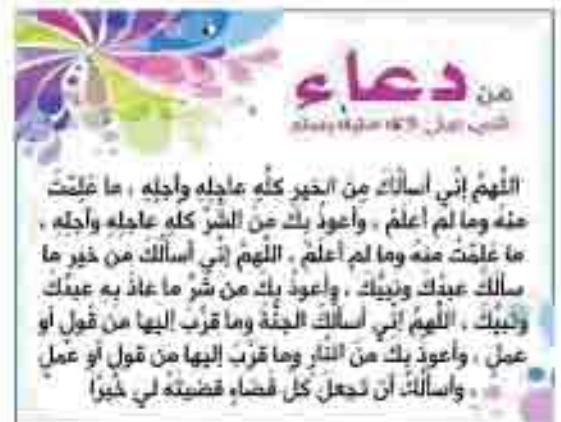 من دعاء
النبي صلى الله عليه وسلم
اللهم إني أسألك من الخير كله عاجله وآجله ، ما علمت
منه وما لم أعلم ، وأعوذ بك من الشر كله عاجله وآجله ،
ما علمت منه وما لم أعلم ، اللهم إني أسألك من خير ما
سألك عبدك ونبيك ، وأعوذ بك من شر ما عاذ به عبدك
ونبيك ، اللهم إني أسألك الجنة وما قرب إليها من قول أو
عمل ، وأعوذ بك من النار وما قرب إليها من قول أو عمل
، وأسألك أن تجعل كل قضاء قضيته لي خيرا